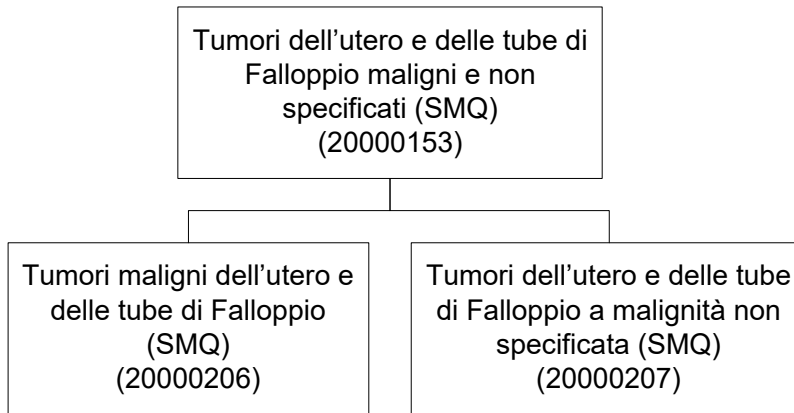 Tumori dell’utero e delle tube di
Falloppio maligni e non
specificati (SMQ)
(20000153)
Tumori maligni dell’utero e
delle tube di Falloppio
(SMQ)
(20000206)
Tumori dell’utero e delle tube
di Falloppio a malignità non
specificata (SMQ)
(20000207)